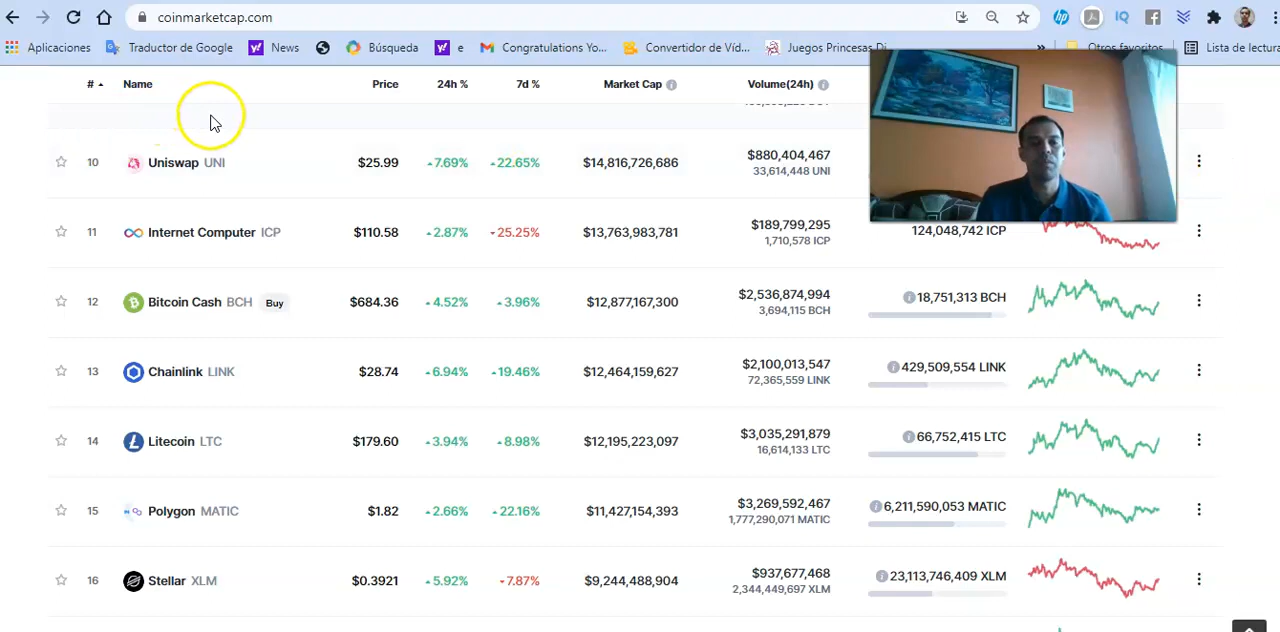 coinmarketcap.com
Aplicaciones Traductor de Google News Búsqueda e Congratulations Yo... Convertidor de Víd... Juegos Princesas Di... » Otros favoritos Lista de lectura
# Name Price 24h % 7d % Market Cap Volume(24h)
10 Uniswap UNI $25.99 7.69% 22.65% $14,816,726,686 $880,404,467
33,614,448 UNI
11 Internet Computer ICP $110.58 2.87% 25.25% $13,763,983,781 $189,799,295 124,048,742 ICP
1,710,578 ICP
12 Bitcoin Cash BCH Buy $684.36 4.52% 3.96% $12,877,167,300 $2,536,874,994 18,751,313 BCH
3,694,115 BCH
13 Chainlink LINK $28.74 6.94% 19.46% $12,464,159,627 $2,100,013,547 429,509,554 LINK
72,365,559 LINK
14 Litecoin LTC $179.60 3.94% 8.98% $12,195,223,097 $3,035,291,879 66,752,415 LTC
16,614,133 LTC
15 Polygon MATIC $1.82 2.66% 22.16% $11,427,154,393 $3,269,592,467 6,211,590,053 MATIC
1,777,290,071 MATIC
16 Stellar XLM $0.3921 5.92% 7.87% $9,244,488,904 $937,677,468 23,113,746,409 XLM
2,344,449,697 XLM